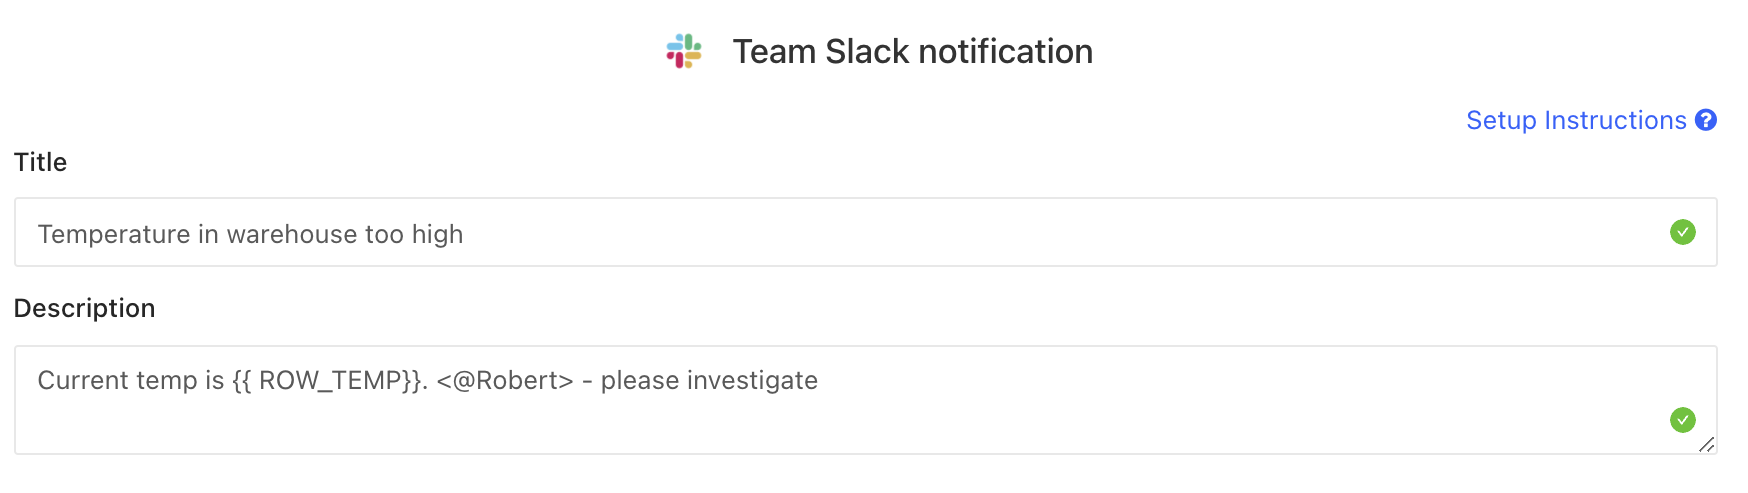 Team Slack notification
Setup Instructions ?
Title
Temperature in warehouse too high
Description
Current temp is {{ ROW_TEMP}}. <@Robert> - please investigate